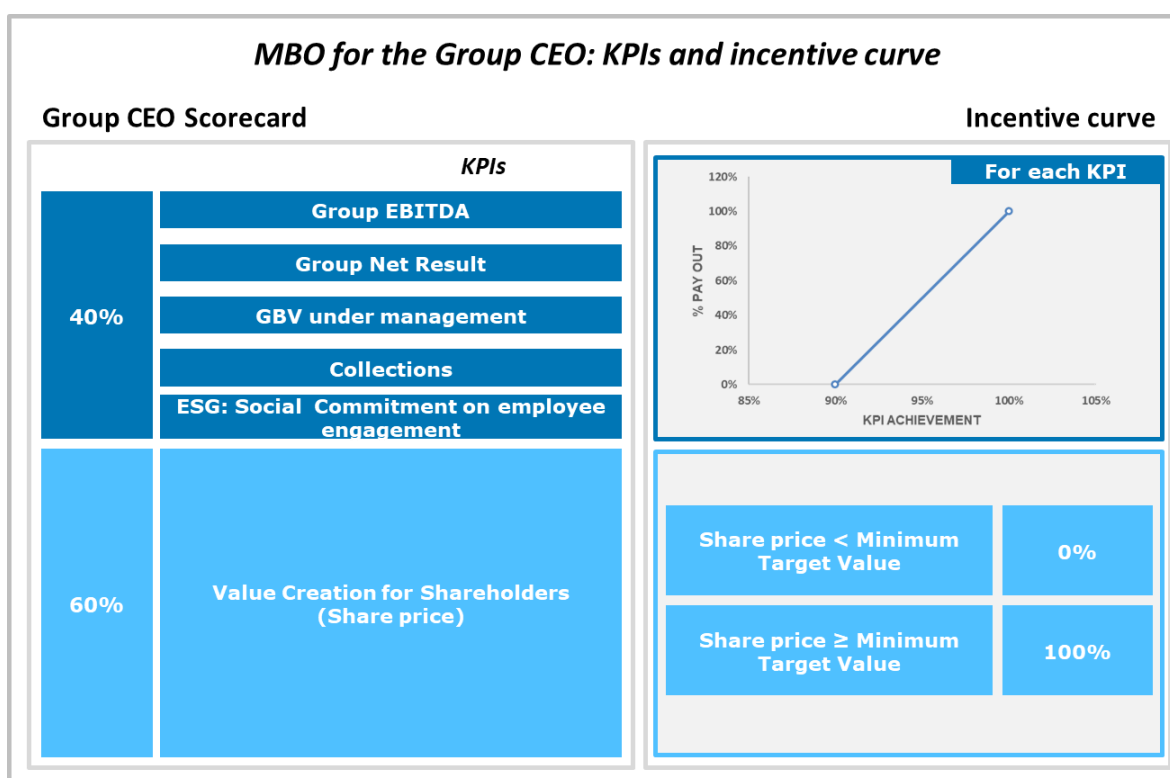 MBO for the Group CEO: KPIs and incentive curve
Group CEO Scorecard
Incentive curve
KPIs
40%
Group EBITDA
Group Net Result
GBV under management
Collections
ESG: Social Commitment on employee
engagement
60%
Value Creation for Shareholders
(Share price)
For each KPI
120%
100%
80%
60%
40%
20%
0%
% PAY OUT
85%
90%
95%
100%
105%
KPI ACHIEVEMENT
Share price < Minimum
Target Value
0%
Share price ≥ Minimum
Target Value
100%